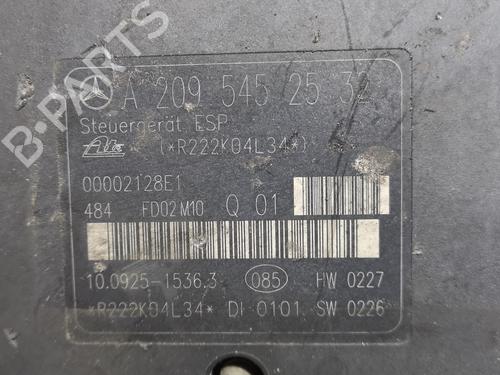 B-PARTS
A 209 545 25 32
Steuergerät ESP
Ate (*R222K04L34*)
00002128E1
484 FD02M10 Q 01
10.0925-1536.3 085 HW 0227
*R222K04L34* DI 0101 SW 0226